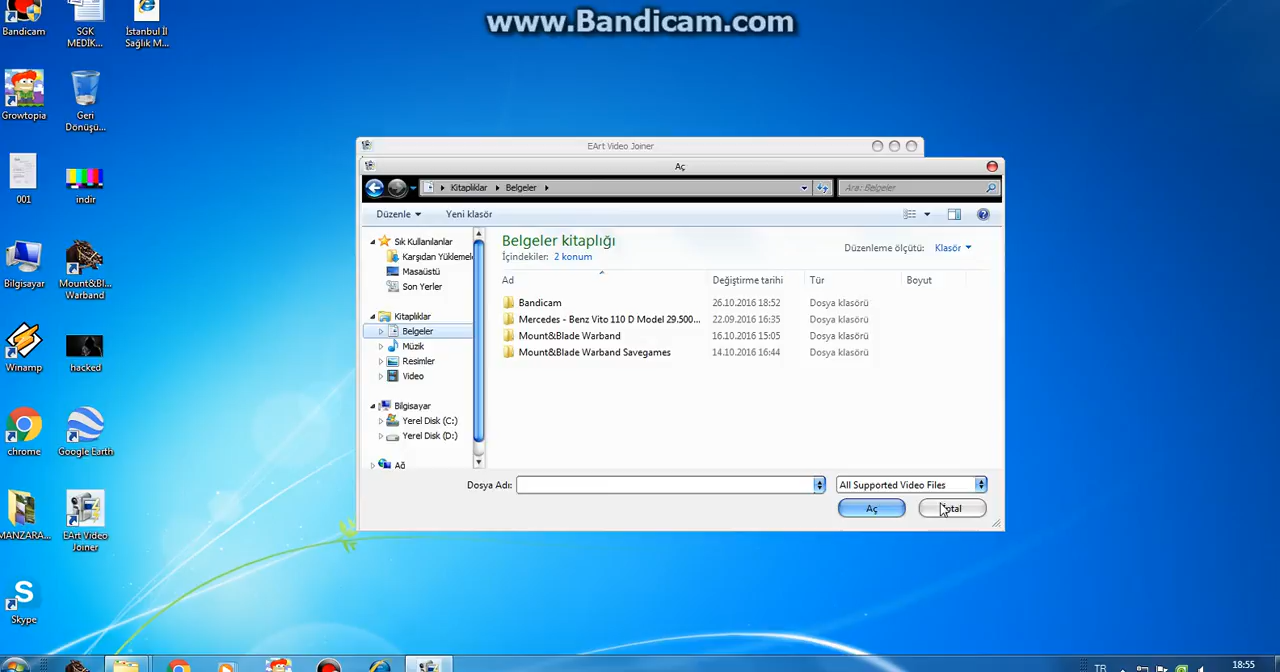 www.Bandicam.com
Bandicam
SGK
MEDİK...
İstanbul İl
Sağlık M...
Growtopia
Geri
Dönüşü...
001
indir
Bilgisayar
Mount&Bl...
Warband
Winamp
hacked
chrome
Google Earth
MANZARA...
EArt Video
Joiner
Skype
EArt Video Joiner
Aç
Kitaplıklar
Belgeler
Ara: Belgeler
Düzenle
Yeni klasör
Sık Kullanılanlar
Karşıdan Yükleme
Masaüstü
Son Yerler
Kitaplıklar
Belgeler
Müzik
Resimler
Video
Bilgisayar
Yerel Disk (C:)
Yerel Disk (D:)
Ağ
Belgeler kitaplığı
İçindekiler: 2 konum
Düzenleme ölçütü: Klasör
Ad Değiştirme tarihi Tür Boyut
Bandicam 26.10.2016 18:52 Dosya klasörü
Mercedes - Benz Vito 110 D Model 29.500... 22.09.2016 16:35 Dosya klasörü
Mount&Blade Warband 16.10.2016 15:05 Dosya klasörü
Mount&Blade Warband Savegames 14.10.2016 16:44 Dosya klasörü
Dosya Adı:
All Supported Video Files
Aç
TR
18:55